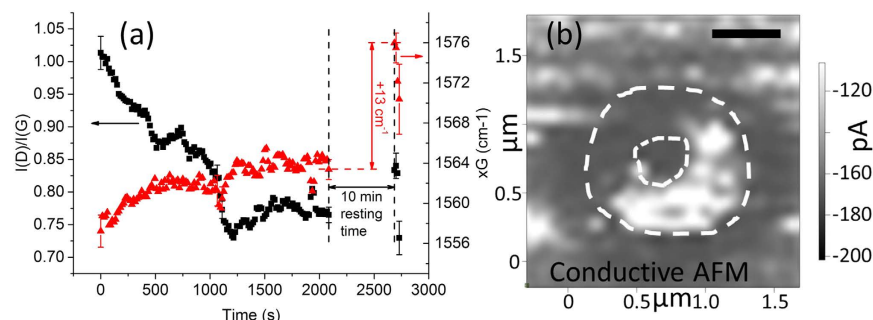 (a)
I(D)/I(G)
1.05
1.00
0.95
0.90
0.85
0.80
0.75
0.70
+13 cm-1
10 min
resting
time
1576
1572
1568
1564
1560
1556
xG (cm-1)
0
500
1000
1500
2000
2500
3000
Time (s)
(b)
1.5
1.0
0.5
0
μm
Conductive AFM
0
0.5
1.0
1.5
μm
-120
-160
-180
-200
pA